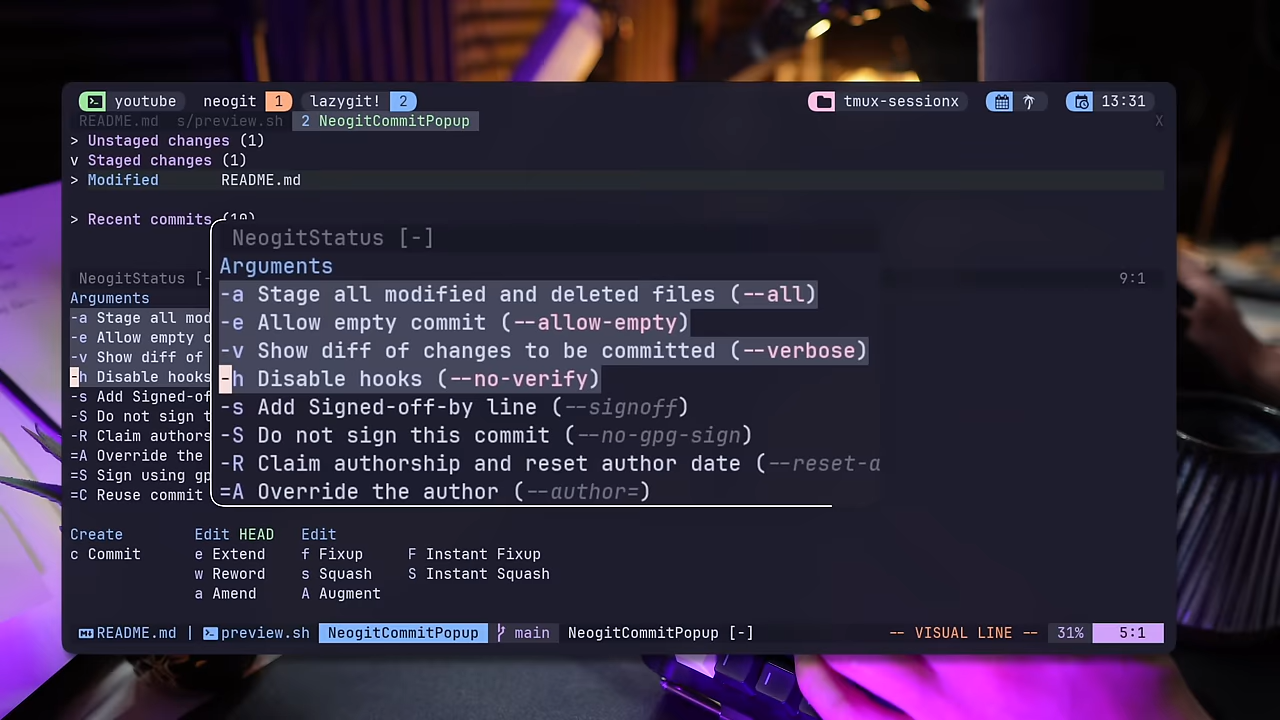 youtube neogit 1 lazygit! 2 tmux-sessionx 13:31
README.md s/preview.sh 2 NeogitCommitPopup X
> Unstaged changes (1)
v Staged changes (1)
> Modified README.md
> Recent commits (10)
NeogitStatus [-] 
Arguments
-a Stage all modified and deleted files (--all)
-e Allow empty commit (--allow-empty)
-v Show diff of changes to be committed (--verbose)
-h Disable hooks (--no-verify)
-s Add Signed-off-by line (--signoff)
-S Do not sign this commit (--no-gpg-sign)
-R Claim authorship and reset author date (--reset-a
=A Override the author (--author=)
NeogitStatus [- 9:1
Arguments
-a Stage all mod
-e Allow empty c
-v Show diff of
-h Disable hooks
-s Add Signed-of
-S Do not sign t
-R Claim authors
=A Override the
=S Sign using gp
=C Reuse commit
Create Edit HEAD Edit
c Commit e Extend f Fixup F Instant Fixup
w Reword s Squash S Instant Squash
a Amend A Augment
README.md | preview.sh NeogitCommitPopup main NeogitCommitPopup [-] -- VISUAL LINE -- 31% 5:1